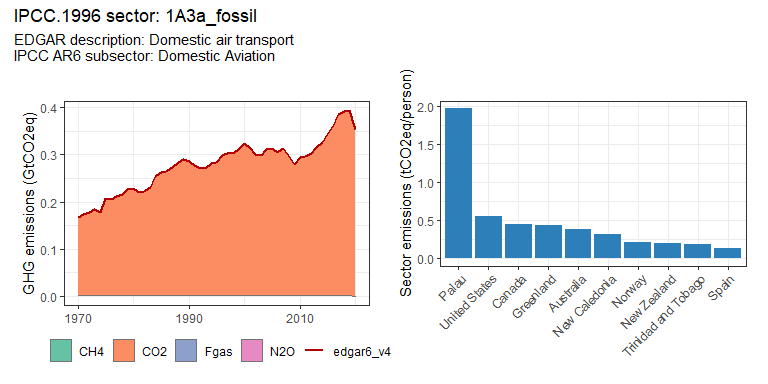 IPCC.1996 sector: 1A3a_fossil
EDGAR description: Domestic air transport
IPCC AR6 subsector: Domestic Aviation
GHG emissions (GtCO2eq)
0.4
0.3
0.2
0.1
0.0
1970
1990
2010
CH4
CO2
Fgas
N2O
edgar6_v4
Sector emissions (tCO2eq/person)
2.0
1.5
1.0
0.5
0.0
Palau
United States
Canada
Greenland
Australia
New Caledonia
Norway
New Zealand
Trinidad and Tobago
Spain